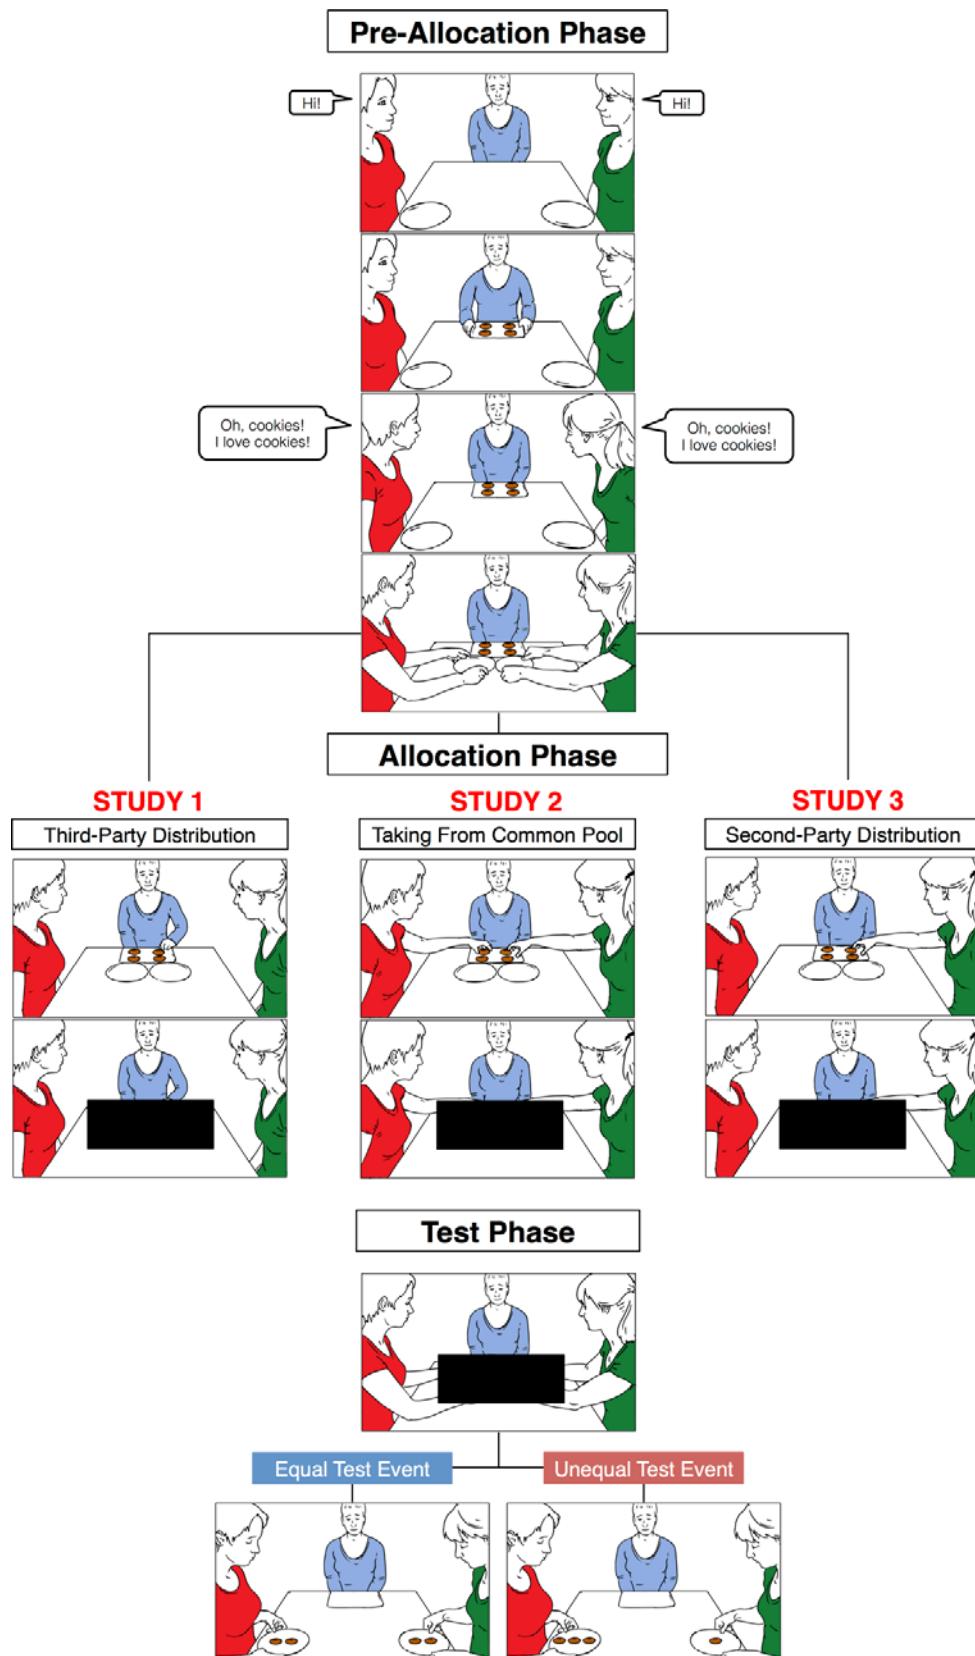 Pre-Allocation Phase
Hi!
Hi!
Oh, cookies!
I love cookies!
Oh, cookies!
I love cookies!
Allocation Phase
STUDY 1
STUDY 2
STUDY 3
Third-Party Distribution
Taking From Common Pool
Second-Party Distribution
Test Phase
Equal Test Event
Unequal Test Event